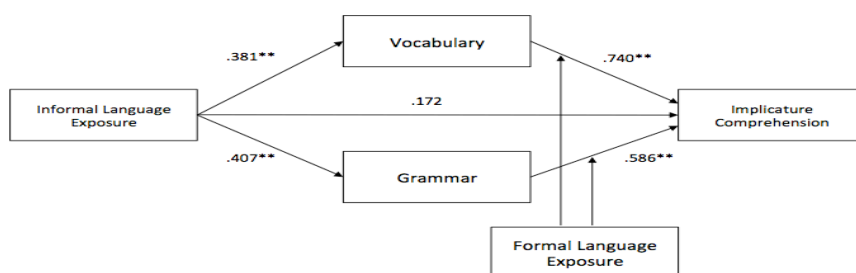 Vocabulary
.381**
.740**
Informal Language
Exposure
.172
Implicature
Comprehension
.407**
Grammar
.586**
Formal Language
Exposure